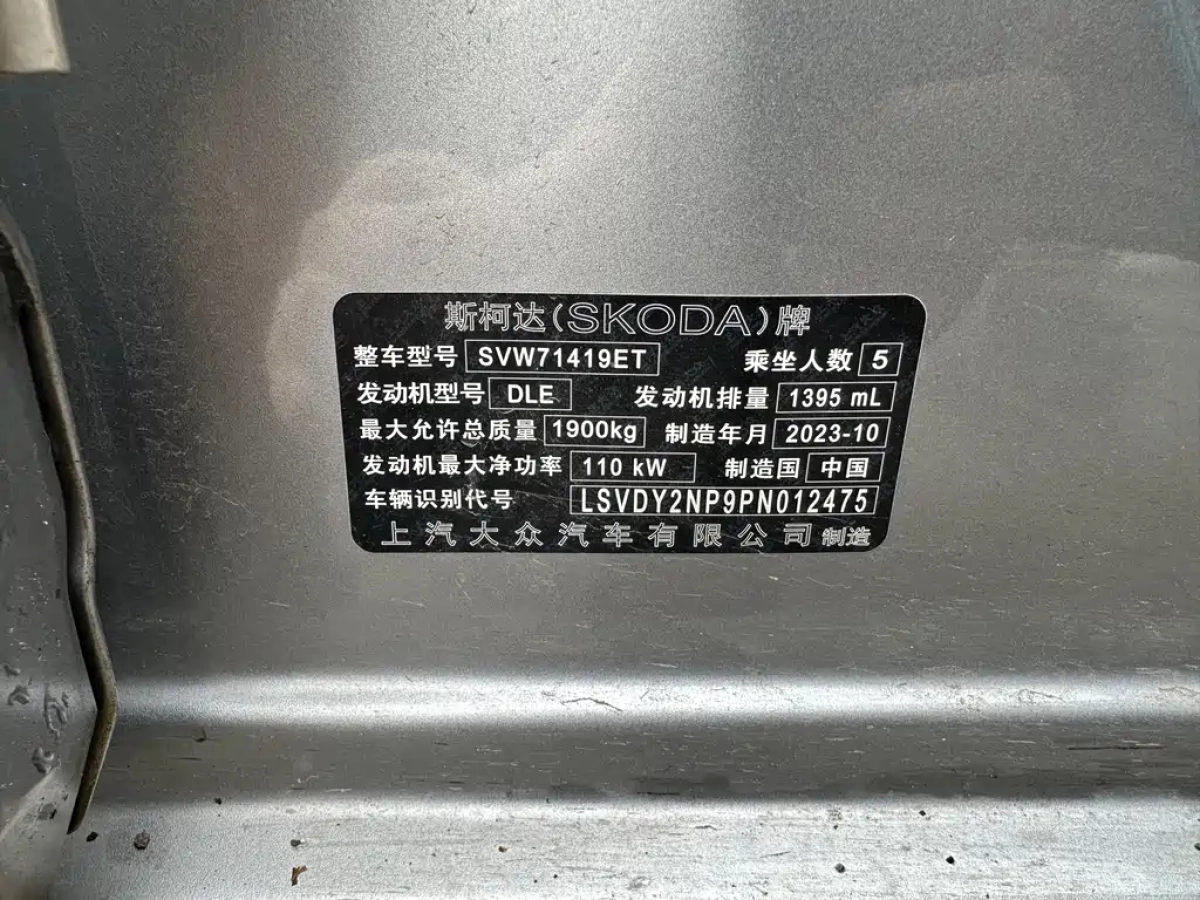 斯柯达(SKODA)牌
整车型号 SVW71419ET 乘坐人数 5
发动机型号 DLE 发动机排量 1395 mL
最大允许总质量 1900kg 制造年月 2023-10
发动机最大净功率 110 kW 制造国 中国
车辆识别代号 LSVDY2NP9PN012475
上汽大众汽车有限公司 制造